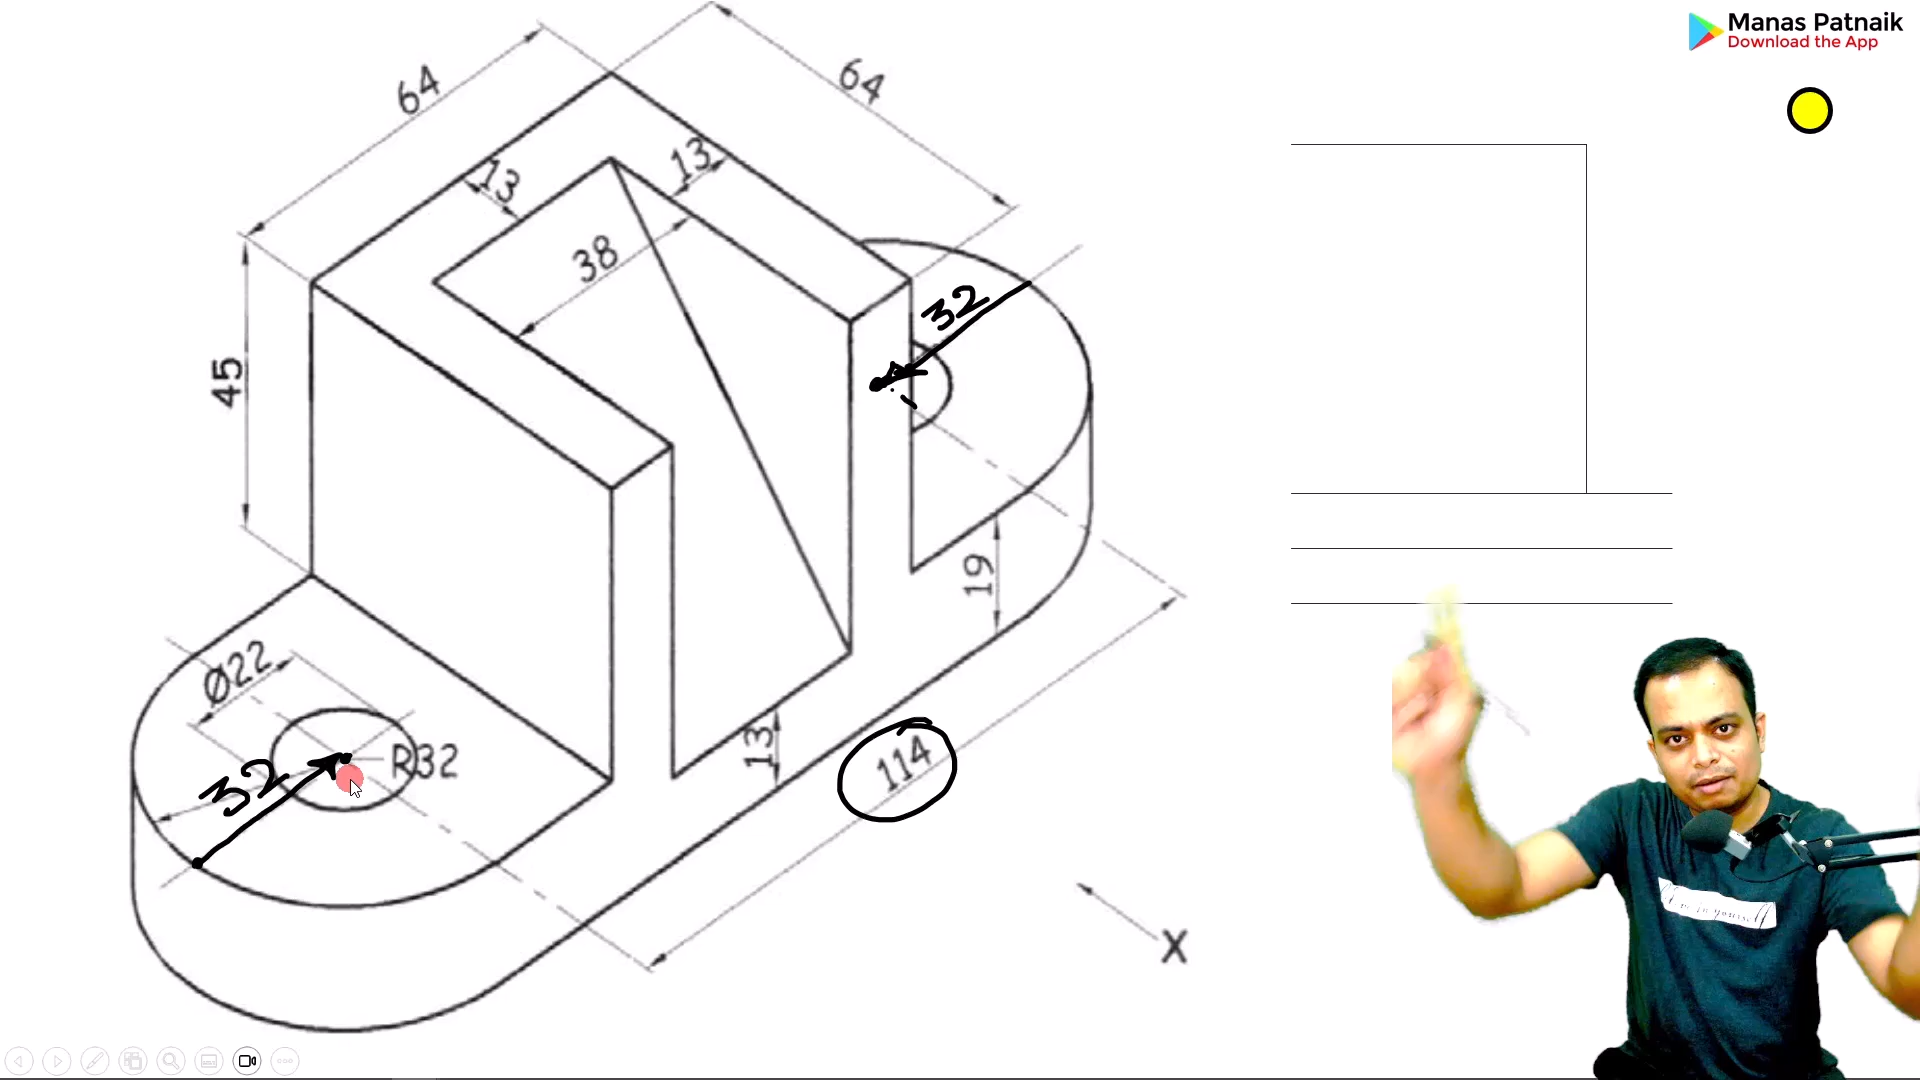 Manas Patnaik
Download the App
64
64
13
13
38
32
45
19
Ø22
R32
32
13
114
X